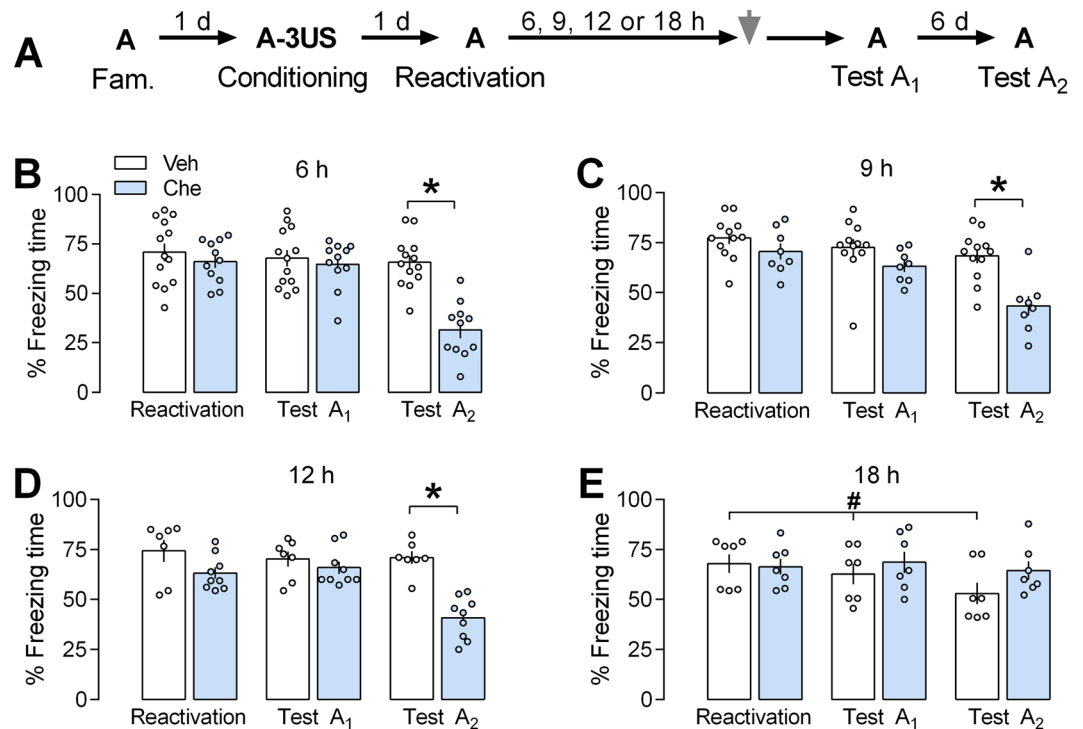 A
1 d
1 d
6, 9, 12 or 18 h
6 d
A A-3US A A A
Fam. Conditioning Reactivation Test A₁ Test A₂
B
Veh
Che
6 h
*
% Freezing time
100
75
50
25
0
Reactivation Test A₁ Test A₂
C
9 h
*
% Freezing time
100
75
50
25
0
Reactivation Test A₁ Test A₂
D
12 h
*
% Freezing time
100
75
50
25
0
Reactivation Test A₁ Test A₂
E
18 h
#
% Freezing time
100
75
50
25
0
Reactivation Test A₁ Test A₂